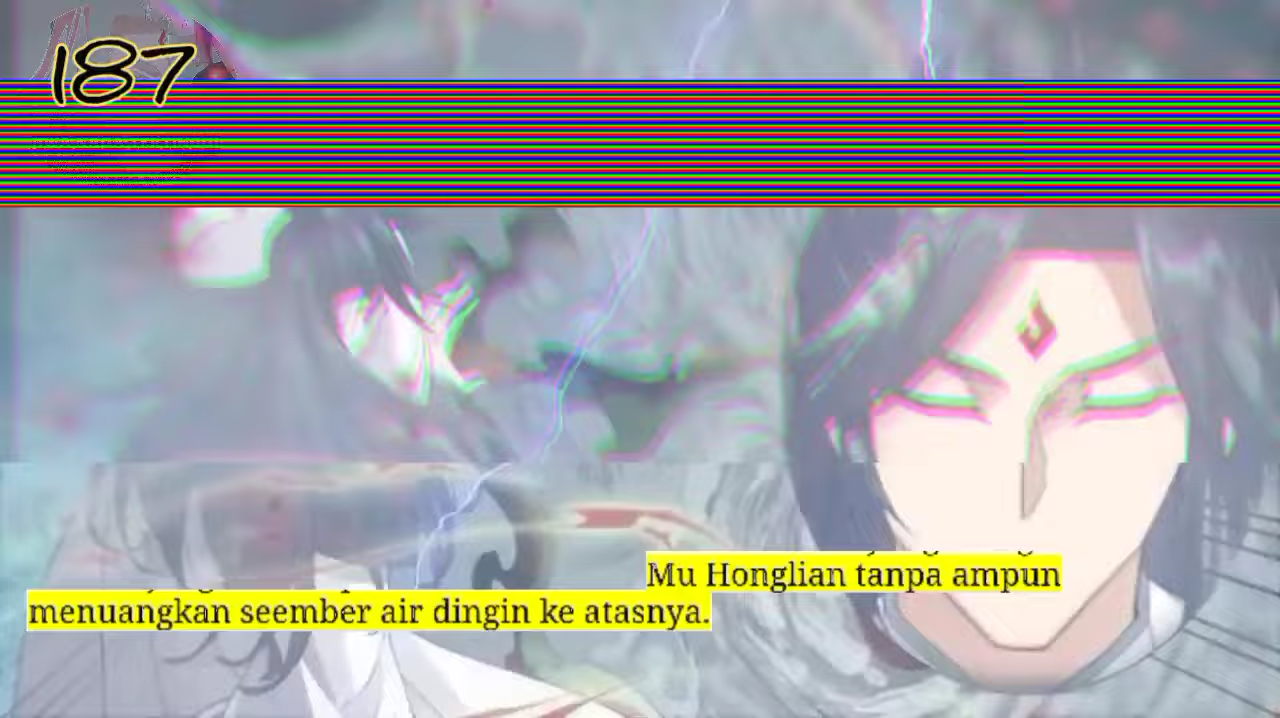 187
Mu Honglian tanpa ampun
menuangkan seember air dingin ke atasnya.